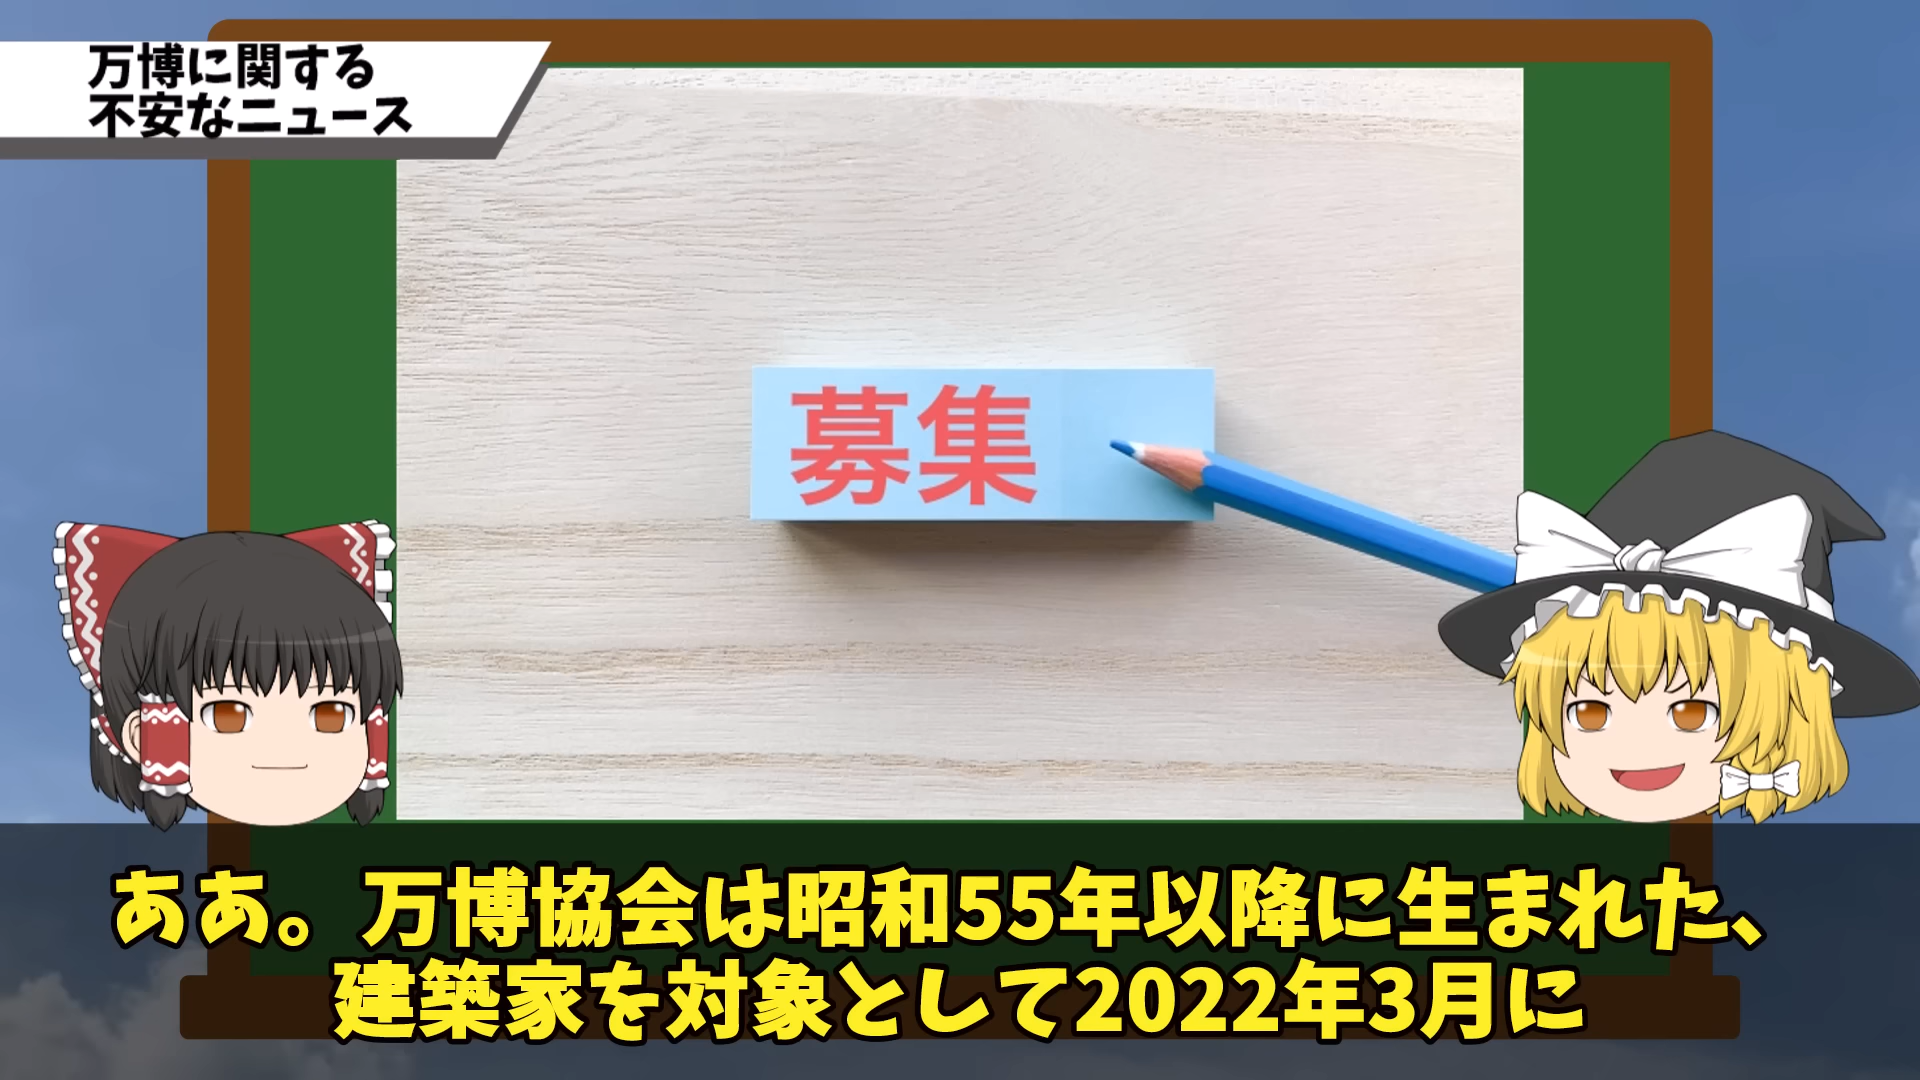 万博に関する
不安なニュース
募集
ああ。万博協会は昭和55年以降に生まれた、
建築家を対象として2022年3月に